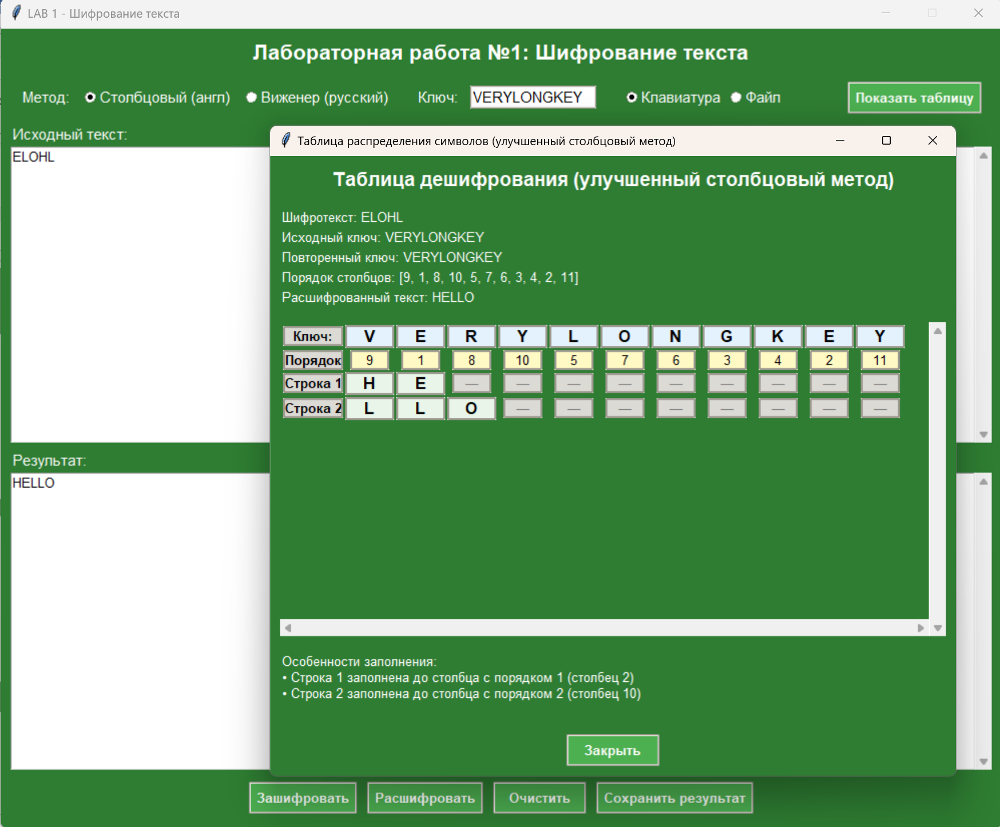 LAB 1 - Шифрование текста
Лабораторная работа №1: Шифрование текста
Метод: Столбцовый (англ) Виженер (русский) Ключ: VERYLONGKEY Клавиатура Файл Показать таблицу
Исходный текст:
ELOHL
Таблица распределения символов (улучшенный столбцовый метод)
Таблица дешифрования (улучшенный столбцовый метод)
Шифротекст: ELOHL
Исходный ключ: VERYLONGKEY
Повторенный ключ: VERYLONGKEY
Порядок столбцов: [9, 1, 8, 10, 5, 7, 6, 3, 4, 2, 11]
Расшифрованный текст: HELLO
Ключ: V E R Y L O N G K E Y
Порядок 9 1 8 10 5 7 6 3 4 2 11
Строка 1 H E — — — — — — — — —
Строка 2 L L O — — — — — — — —
Особенности заполнения:
• Строка 1 заполнена до столбца с порядком 1 (столбец 2)
• Строка 2 заполнена до столбца с порядком 2 (столбец 10)
Закрыть
Результат:
HELLO
Зашифровать Расшифровать Очистить Сохранить результат